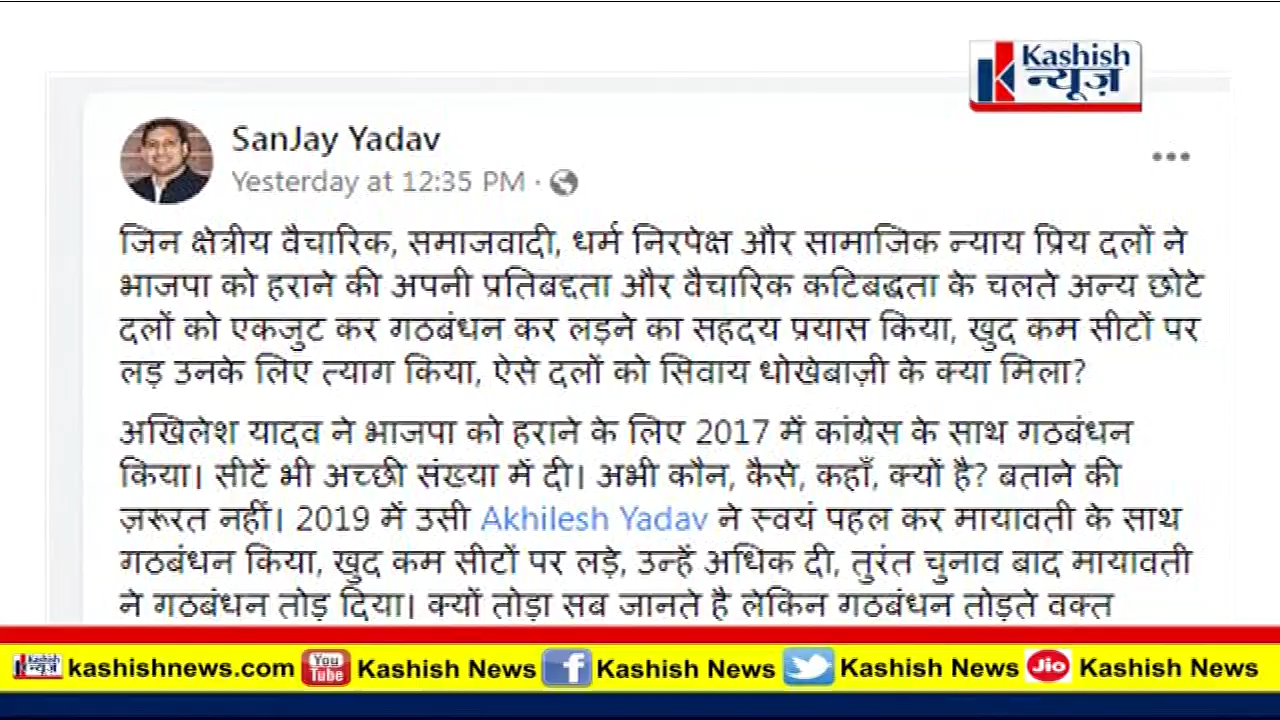 Kashish
न्यूज़
SanJay Yadav
Yesterday at 12:35 PM ·
जिन क्षेत्रीय वैचारिक, समाजवादी, धर्म निरपेक्ष और सामाजिक न्याय प्रिय दलों ने
भाजपा को हराने की अपनी प्रतिबद्दता और वैचारिक कटिबद्धता के चलते अन्य छोटे
दलों को एकजुट कर गठबंधन कर लड़ने का सहदय प्रयास किया, खुद कम सीटों पर
लड़ उनके लिए त्याग किया, ऐसे दलों को सिवाय धोखेबाज़ी के क्या मिला?
अखिलेश यादव ने भाजपा को हराने के लिए 2017 में कांग्रेस के साथ गठबंधन
किया। सीटें भी अच्छी संख्या में दी। अभी कौन, कैसे, कहाँ, क्यों है? बताने की
ज़रूरत नहीं। 2019 में उसी Akhilesh Yadav ने स्वयं पहल कर मायावती के साथ
गठबंधन किया, खुद कम सीटों पर लड़े, उन्हें अधिक दी, तुरंत चुनाव बाद मायावती
ने गठबंधन तोड़ दिया। क्यों तोड़ा सब जानते है लेकिन गठबंधन तोड़ते वक्त
Kashish न्यूज़ kashishnews.com You Tube Kashish News f Kashish News Kashish News Jio Kashish News